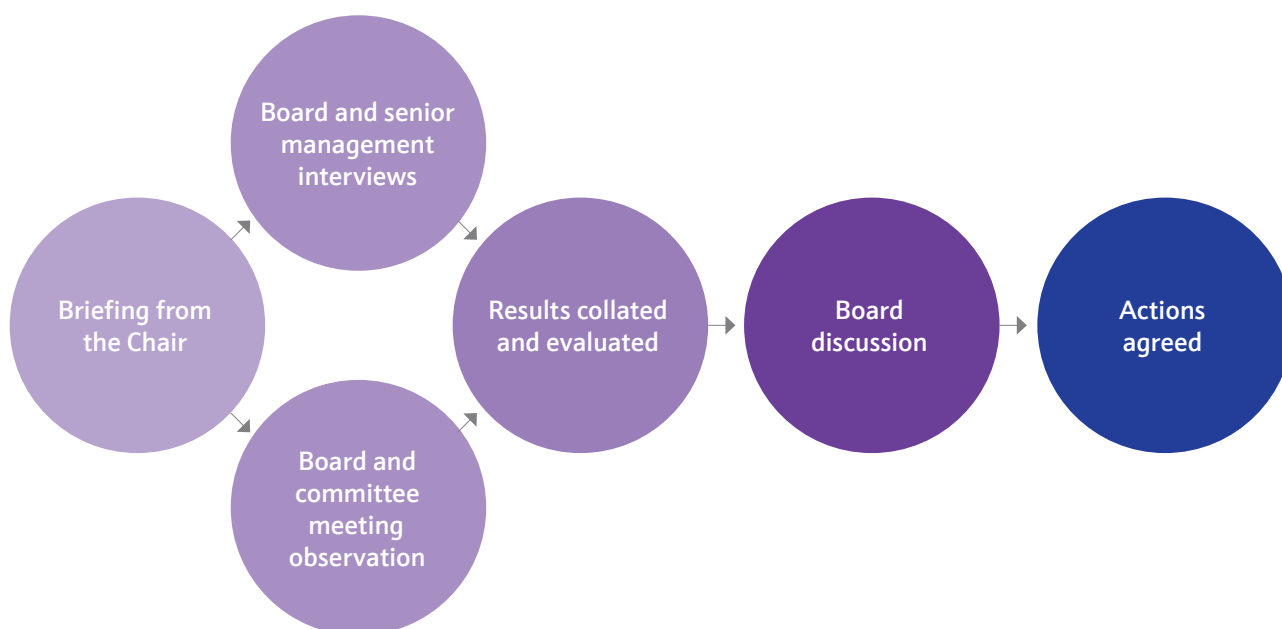 Briefing from
the Chair
Board and senior
management
interviews
Board and
committee
meeting
observation
Results collated
and evaluated
Board
discussion
Actions
agreed